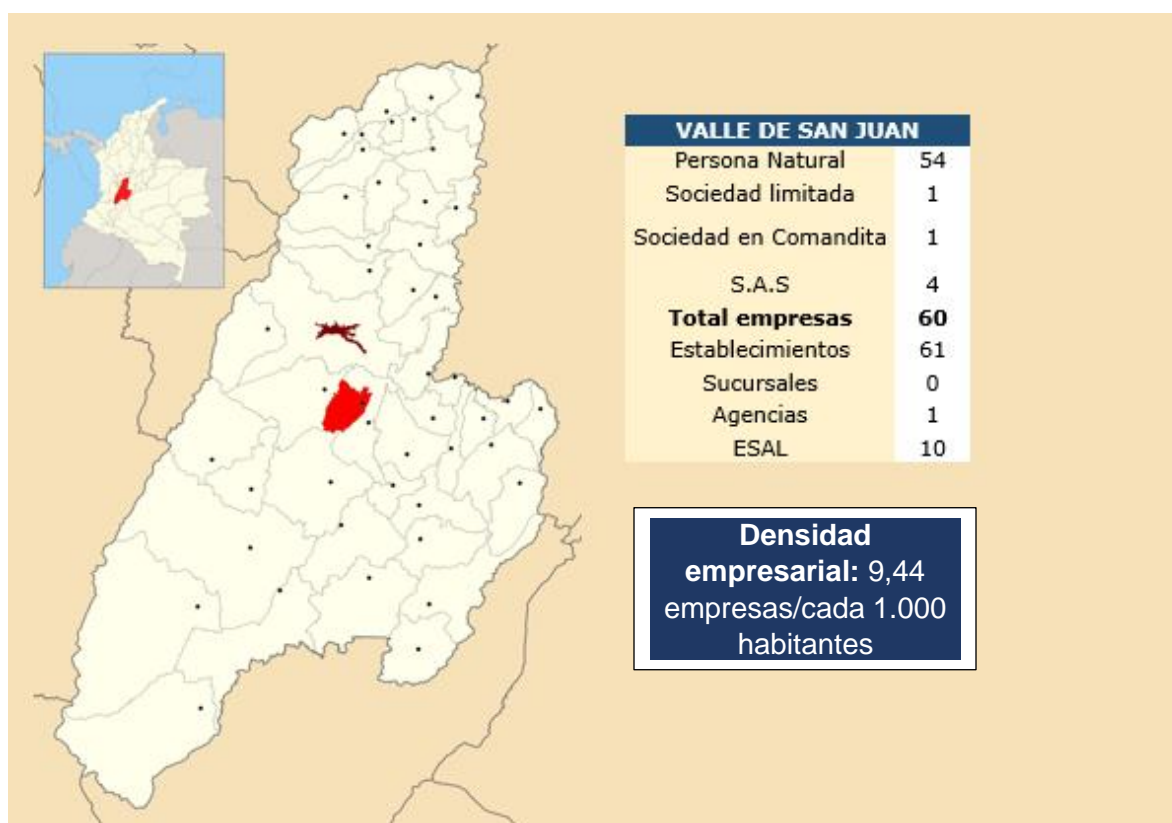 VALLE DE SAN JUAN
Persona Natural 54
Sociedad limitada 1
Sociedad en Comandita 1
S.A.S 4
Total empresas 60
Establecimientos 61
Sucursales 0
Agencias 1
ESAL 10
Densidad
empresarial: 9,44
empresas/cada 1.000
habitantes